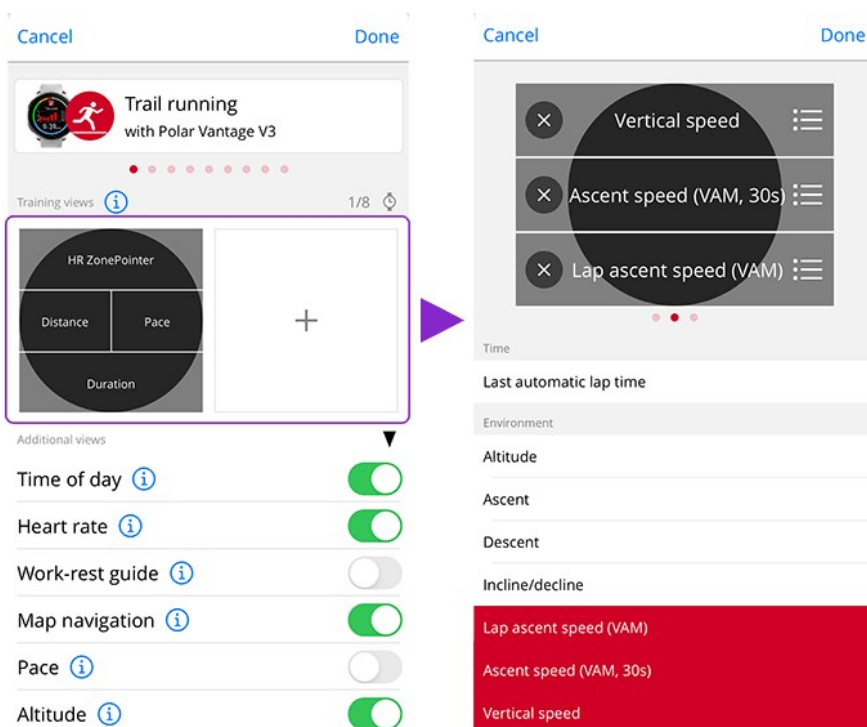 Cancel
Done
Trail running
with Polar Vantage V3
Training views
1/8
HR ZonePointer
Distance
Pace
Duration
+
Additional views
Time of day
Heart rate
Work-rest guide
Map navigation
Pace
Altitude
Cancel
Done
Vertical speed
Ascent speed (VAM, 30s)
Lap ascent speed (VAM)
Time
Last automatic lap time
Environment
Altitude
Ascent
Descent
Incline/decline
Lap ascent speed (VAM)
Ascent speed (VAM, 30s)
Vertical speed